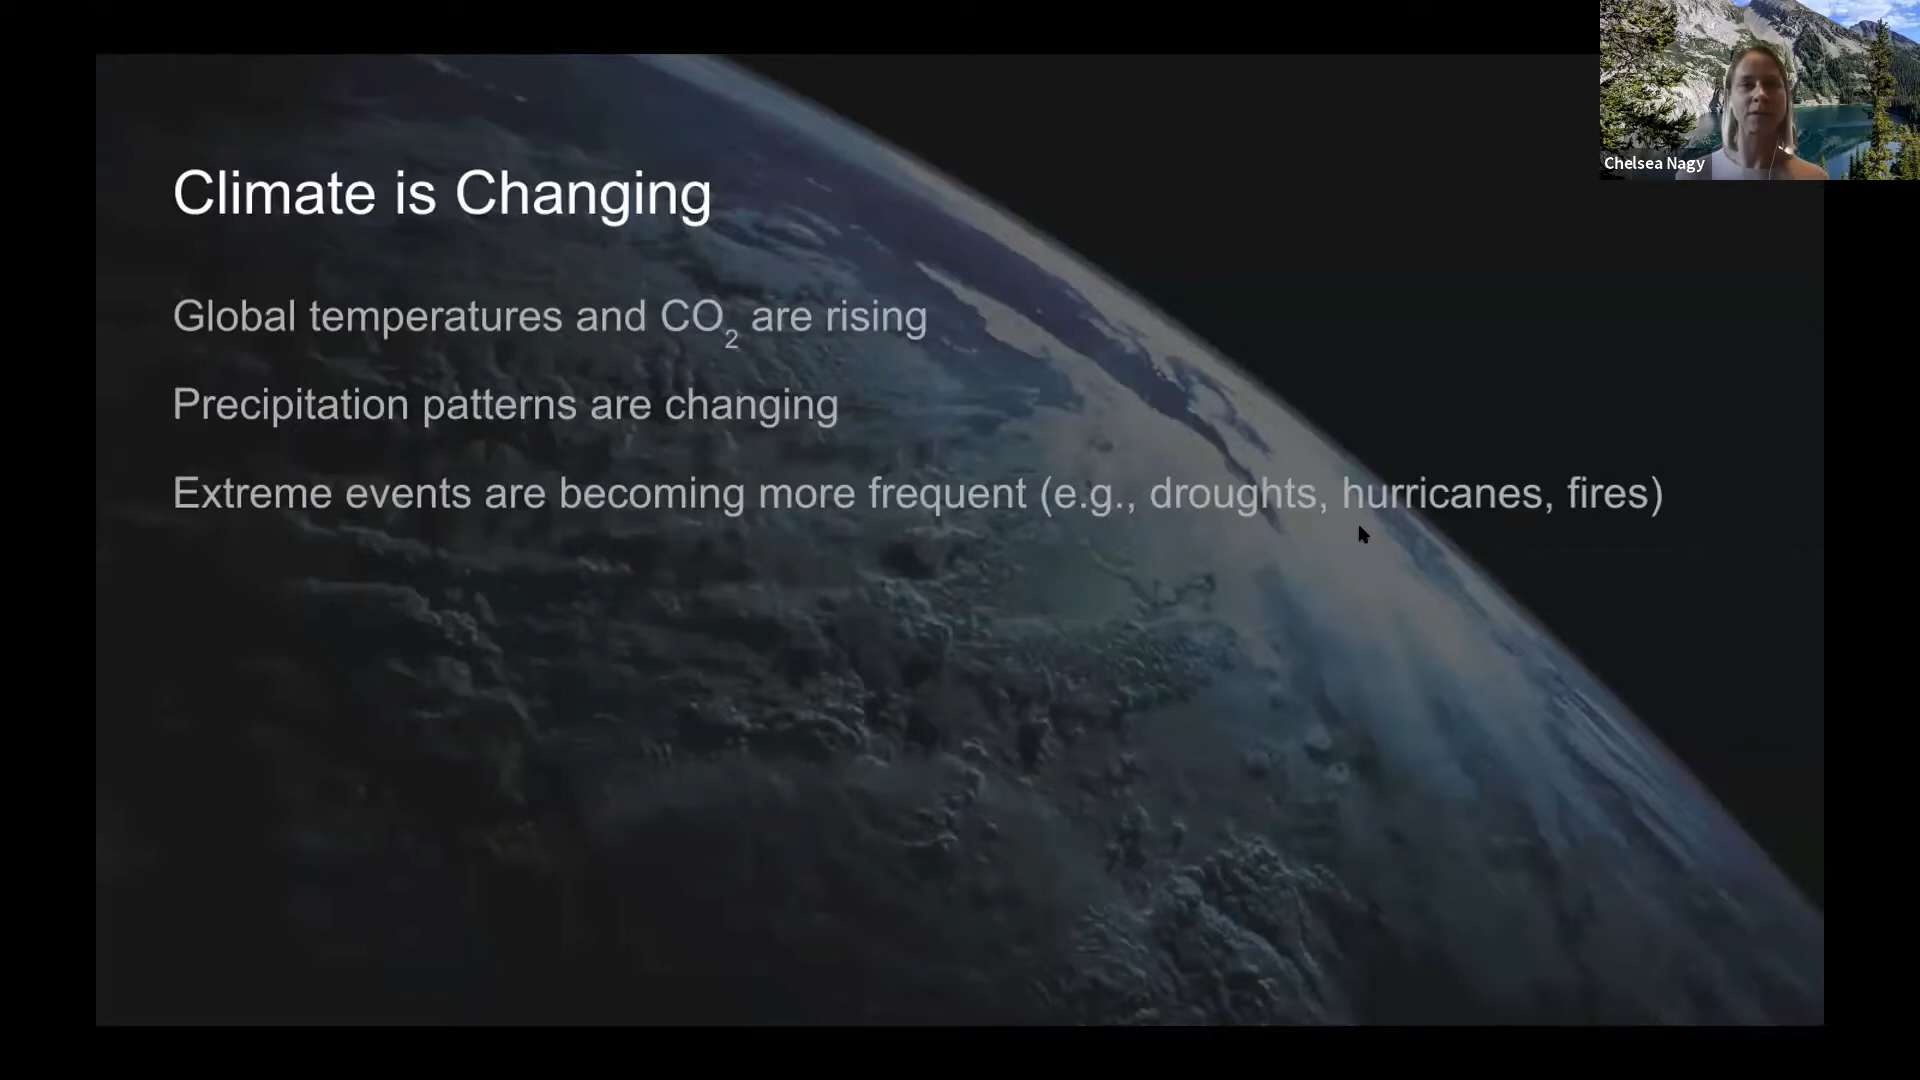 Climate is Changing
Global temperatures and CO₂ are rising
Precipitation patterns are changing
Extreme events are becoming more frequent (e.g., droughts, hurricanes, fires)
Chelsea Nagy